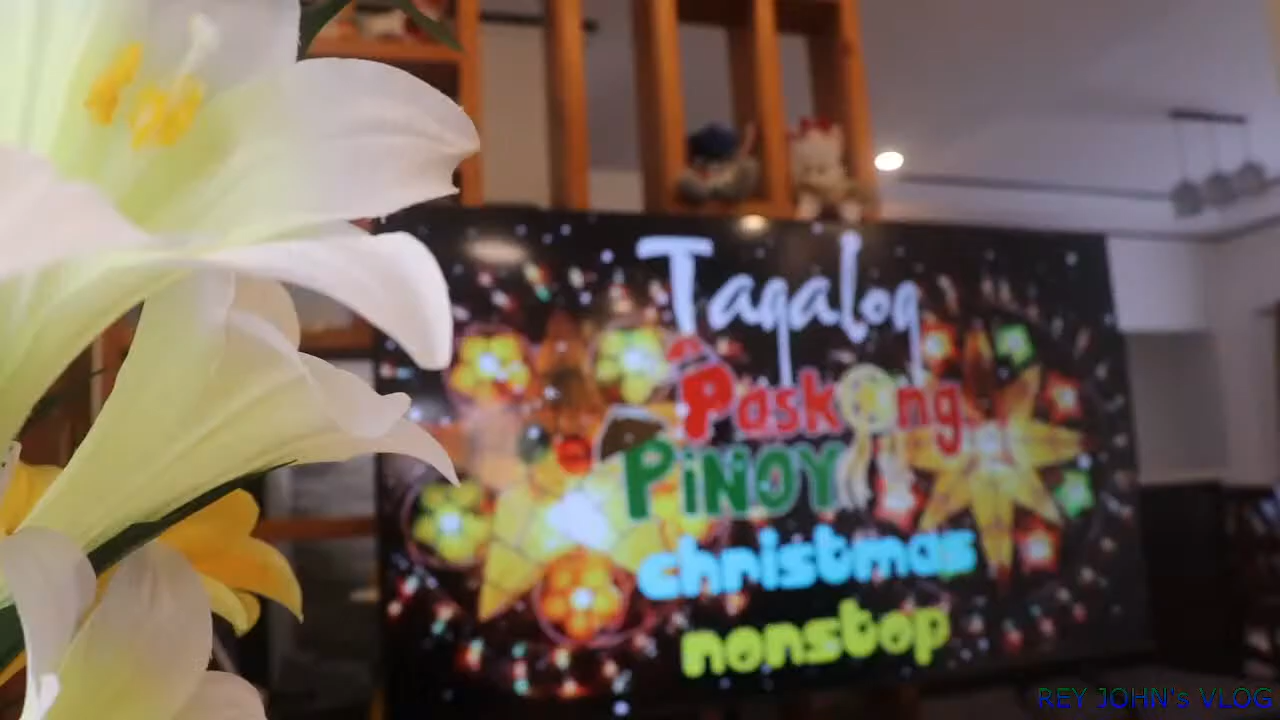 Tagalog
Paskong
PiNOY
christmas
nonstop
REY JOHN's VLOG